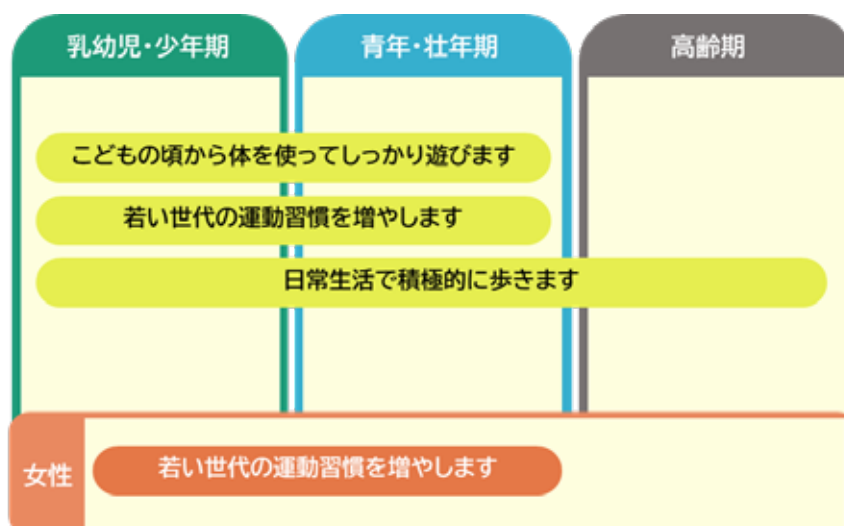 乳幼児・少年期
青年・壮年期
高齢期
こどもの頃から体を使ってしっかり遊びます
若い世代の運動習慣を増やします
日常生活で積極的に歩きます
女性
若い世代の運動習慣を増やします